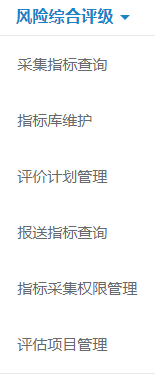 风险综合评级
采集指标查询
指标库维护
评价计划管理
报送指标查询
指标采集权限管理
评估项目管理